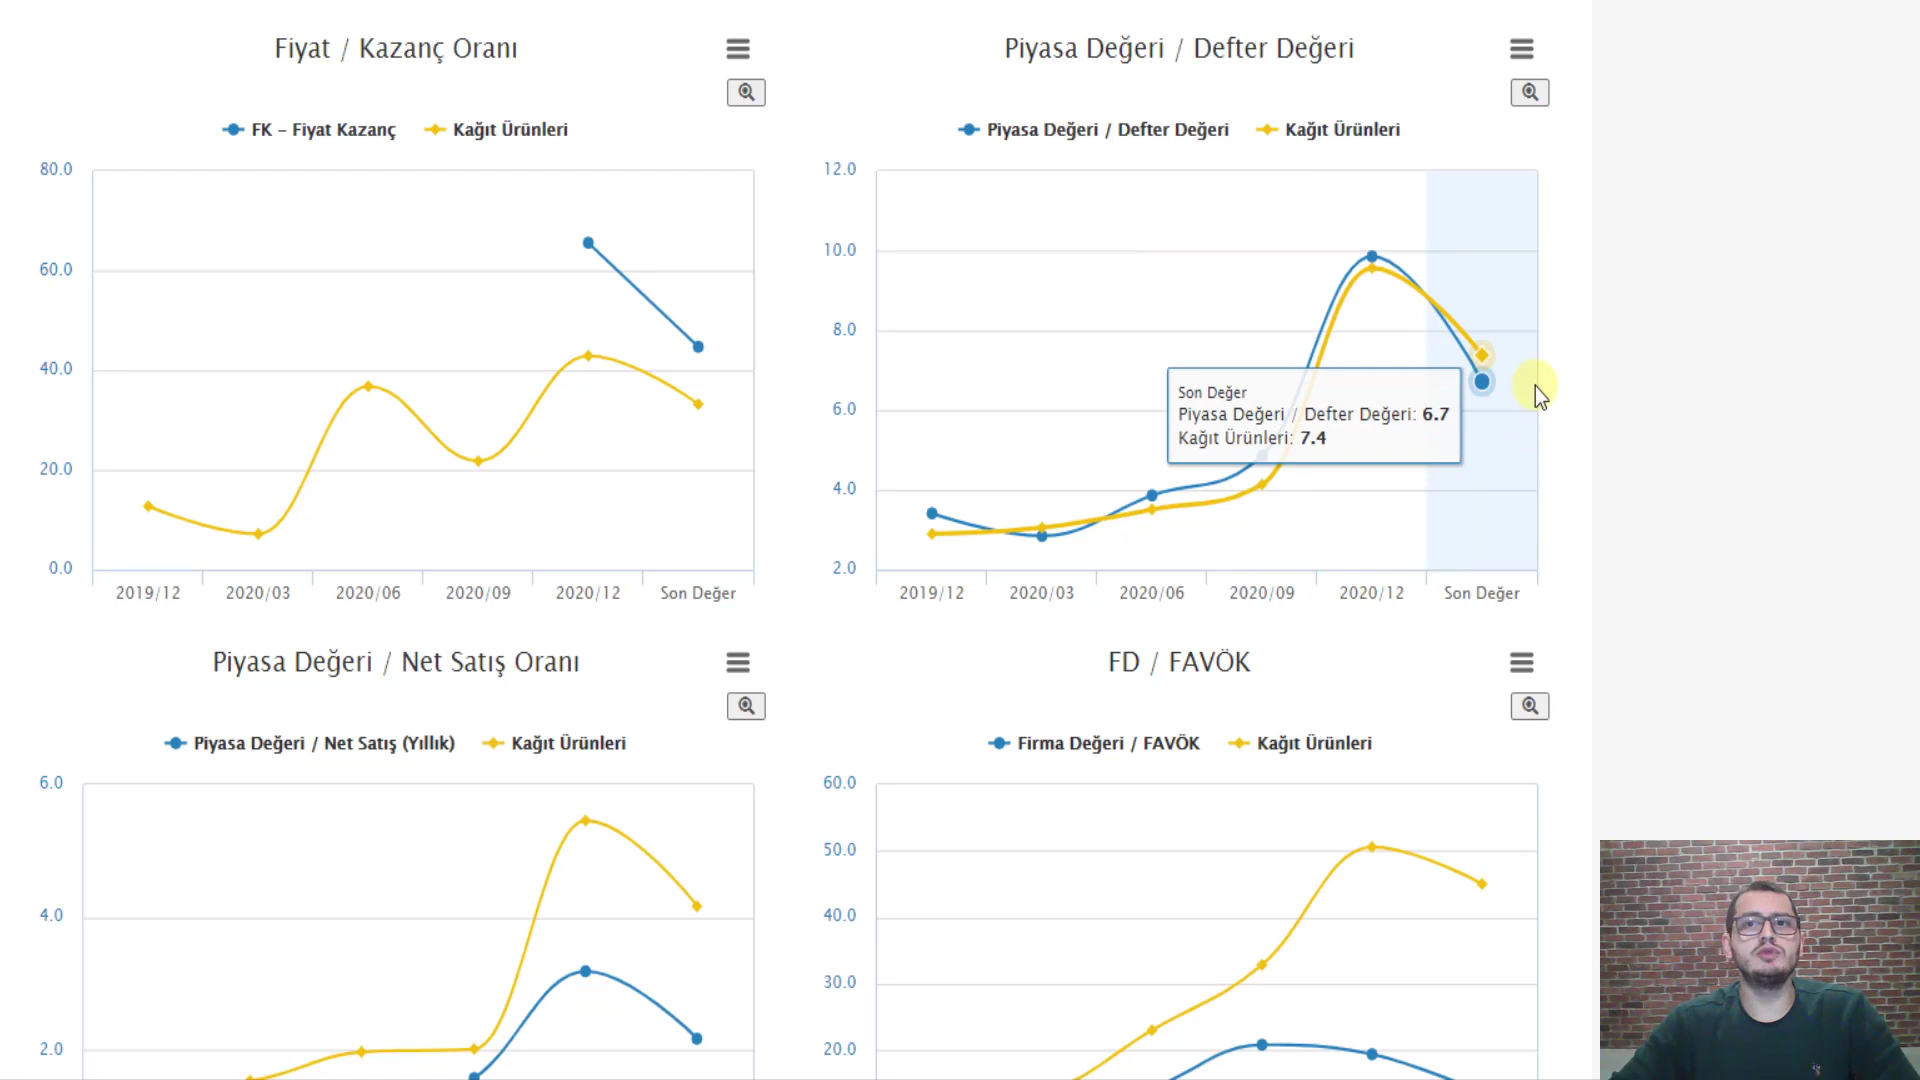 Fiyat / Kazanç Oranı
FK – Fiyat Kazanç Kağıt Ürünleri
80.0
60.0
40.0
20.0
0.0
2019/12 2020/03 2020/06 2020/09 2020/12 Son Değer
Piyasa Değeri / Defter Değeri
Piyasa Değeri / Defter Değeri Kağıt Ürünleri
12.0
10.0
8.0
6.0
4.0
2.0
Son Değer
Piyasa Değeri / Defter Değeri: 6.7
Kağıt Ürünleri: 7.4
2019/12 2020/03 2020/06 2020/09 2020/12 Son Değer
Piyasa Değeri / Net Satış Oranı
Piyasa Değeri / Net Satış (Yıllık) Kağıt Ürünleri
6.0
4.0
2.0
FD / FAVÖK
Firma Değeri / FAVÖK Kağıt Ürünleri
60.0
50.0
40.0
30.0
20.0